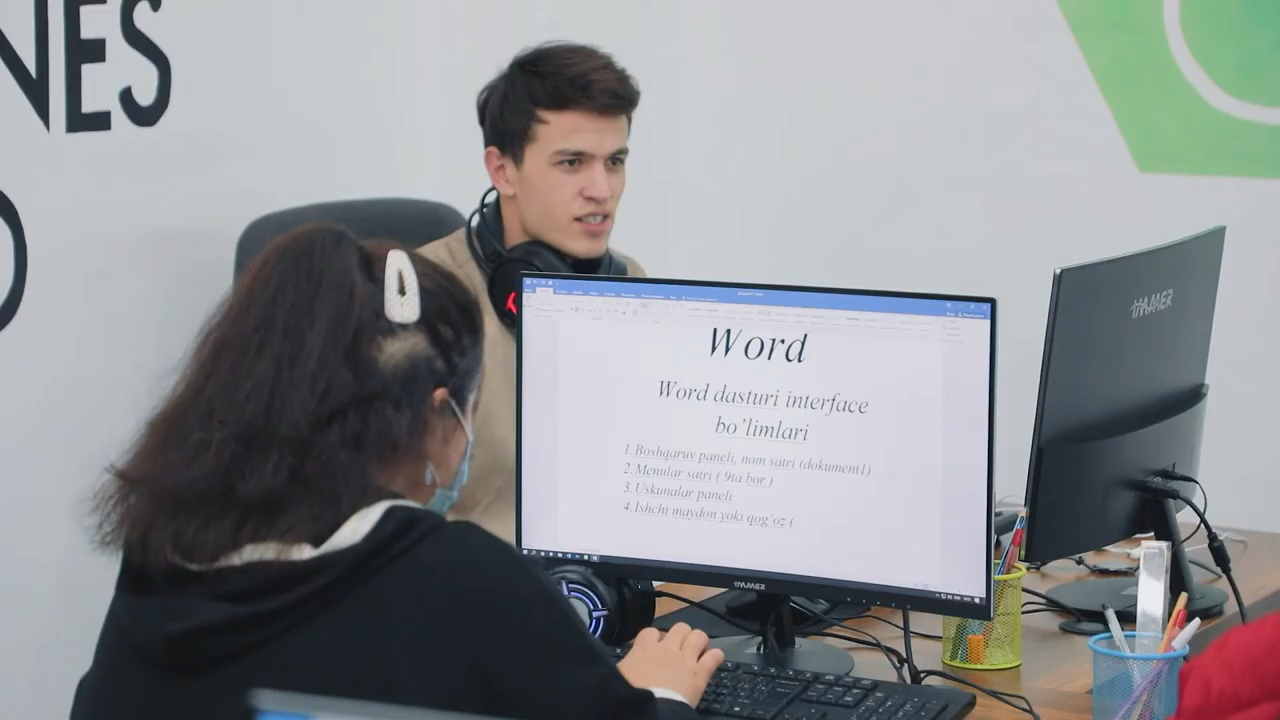 NES
IMMER
Word
Word dasturi interface
bo'limlari
1.Boshqaruv paneli, nom satri (dokument1)
2.Menular satri ( 9ta bor )
3.Uskunalar paneli
4.Ishchi maydon yoki qog'oz (
IMMER